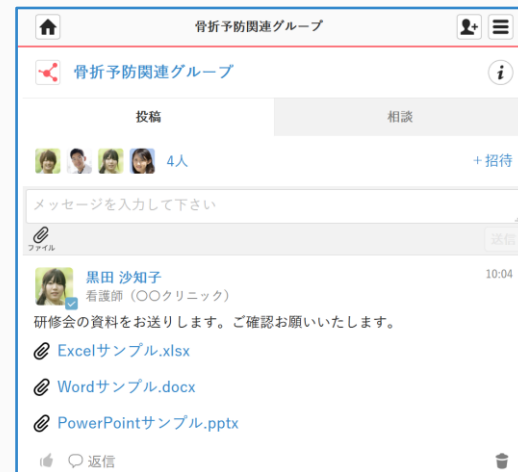 骨折予防関連グループ
骨折予防関連グループ
i
投稿 相談
4人 +招待
メッセージを入力して下さい
ファイル 送信
黒田 沙知子 10:04
看護師（〇〇クリニック）
研修会の資料をお送りします。ご確認お願いいたします。
Excelサンプル.xlsx
Wordサンプル.docx
PowerPointサンプル.pptx
返信